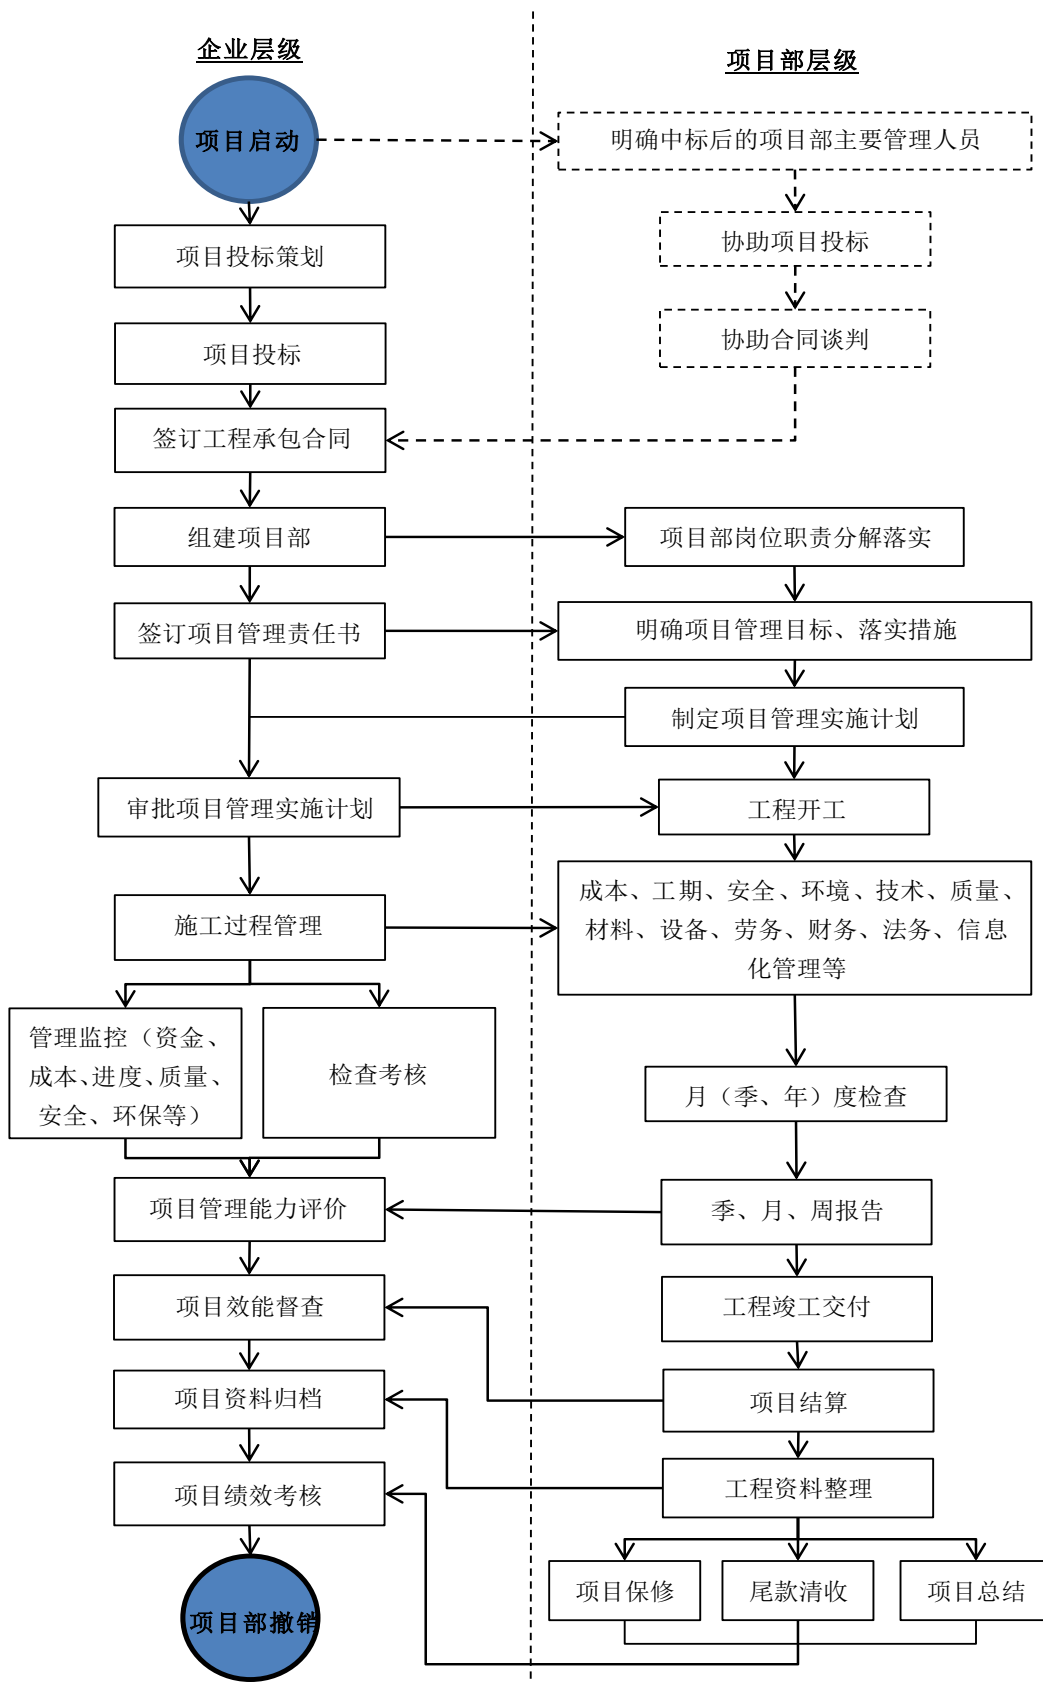 企业层级
项目部层级
项目启动
明确中标后的项目部主要管理人员
协助项目投标
项目投标策划
协助合同谈判
项目投标
签订工程承包合同
组建项目部
项目部岗位职责分解落实
签订项目管理责任书
明确项目管理目标、落实措施
制定项目管理实施计划
审批项目管理实施计划
工程开工
施工过程管理
成本、工期、安全、环境、技术、质量、
材料、设备、劳务、财务、法务、信息
化管理等
管理监控（资金、
成本、进度、质量、
安全、环保等）
检查考核
月（季、年）度检查
项目管理能力评价
季、月、周报告
项目效能督查
工程竣工交付
项目资料归档
项目结算
项目绩效考核
工程资料整理
项目保修
尾款清收
项目总结
项目部撤销